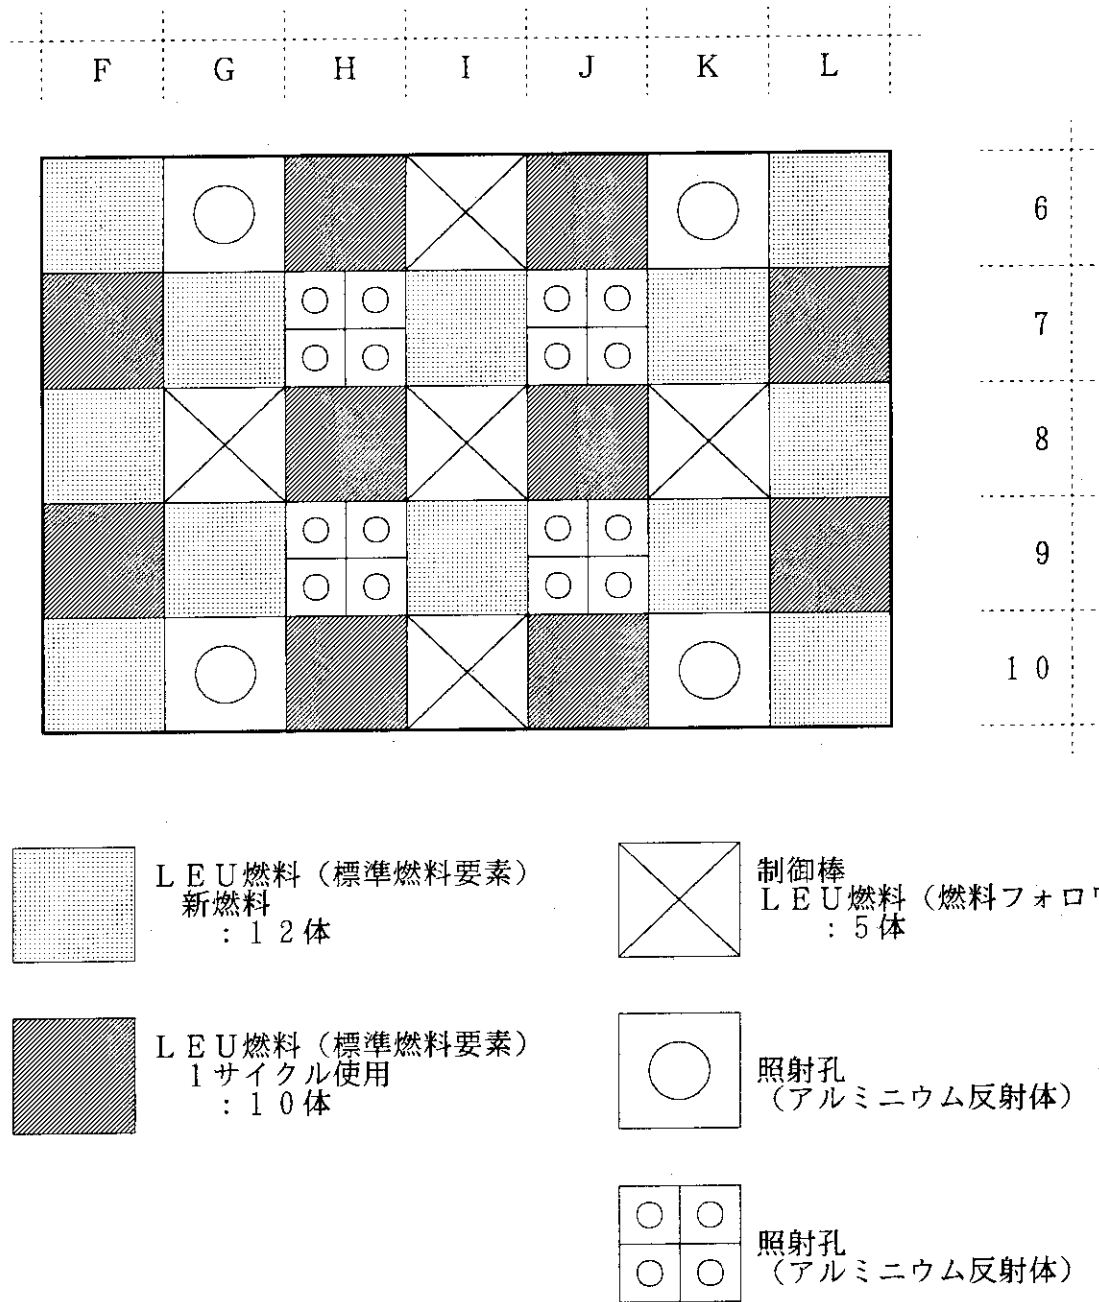 F G H I J K L
6
7
8
9
10
LEU燃料（標準燃料要素）
新燃料
：12体
制御棒
LEU燃料（燃料フォロワ
：5体
LEU燃料（標準燃料要素）
1サイクル使用
：10体
照射孔
（アルミニウム反射体）
照射孔
（アルミニウム反射体）